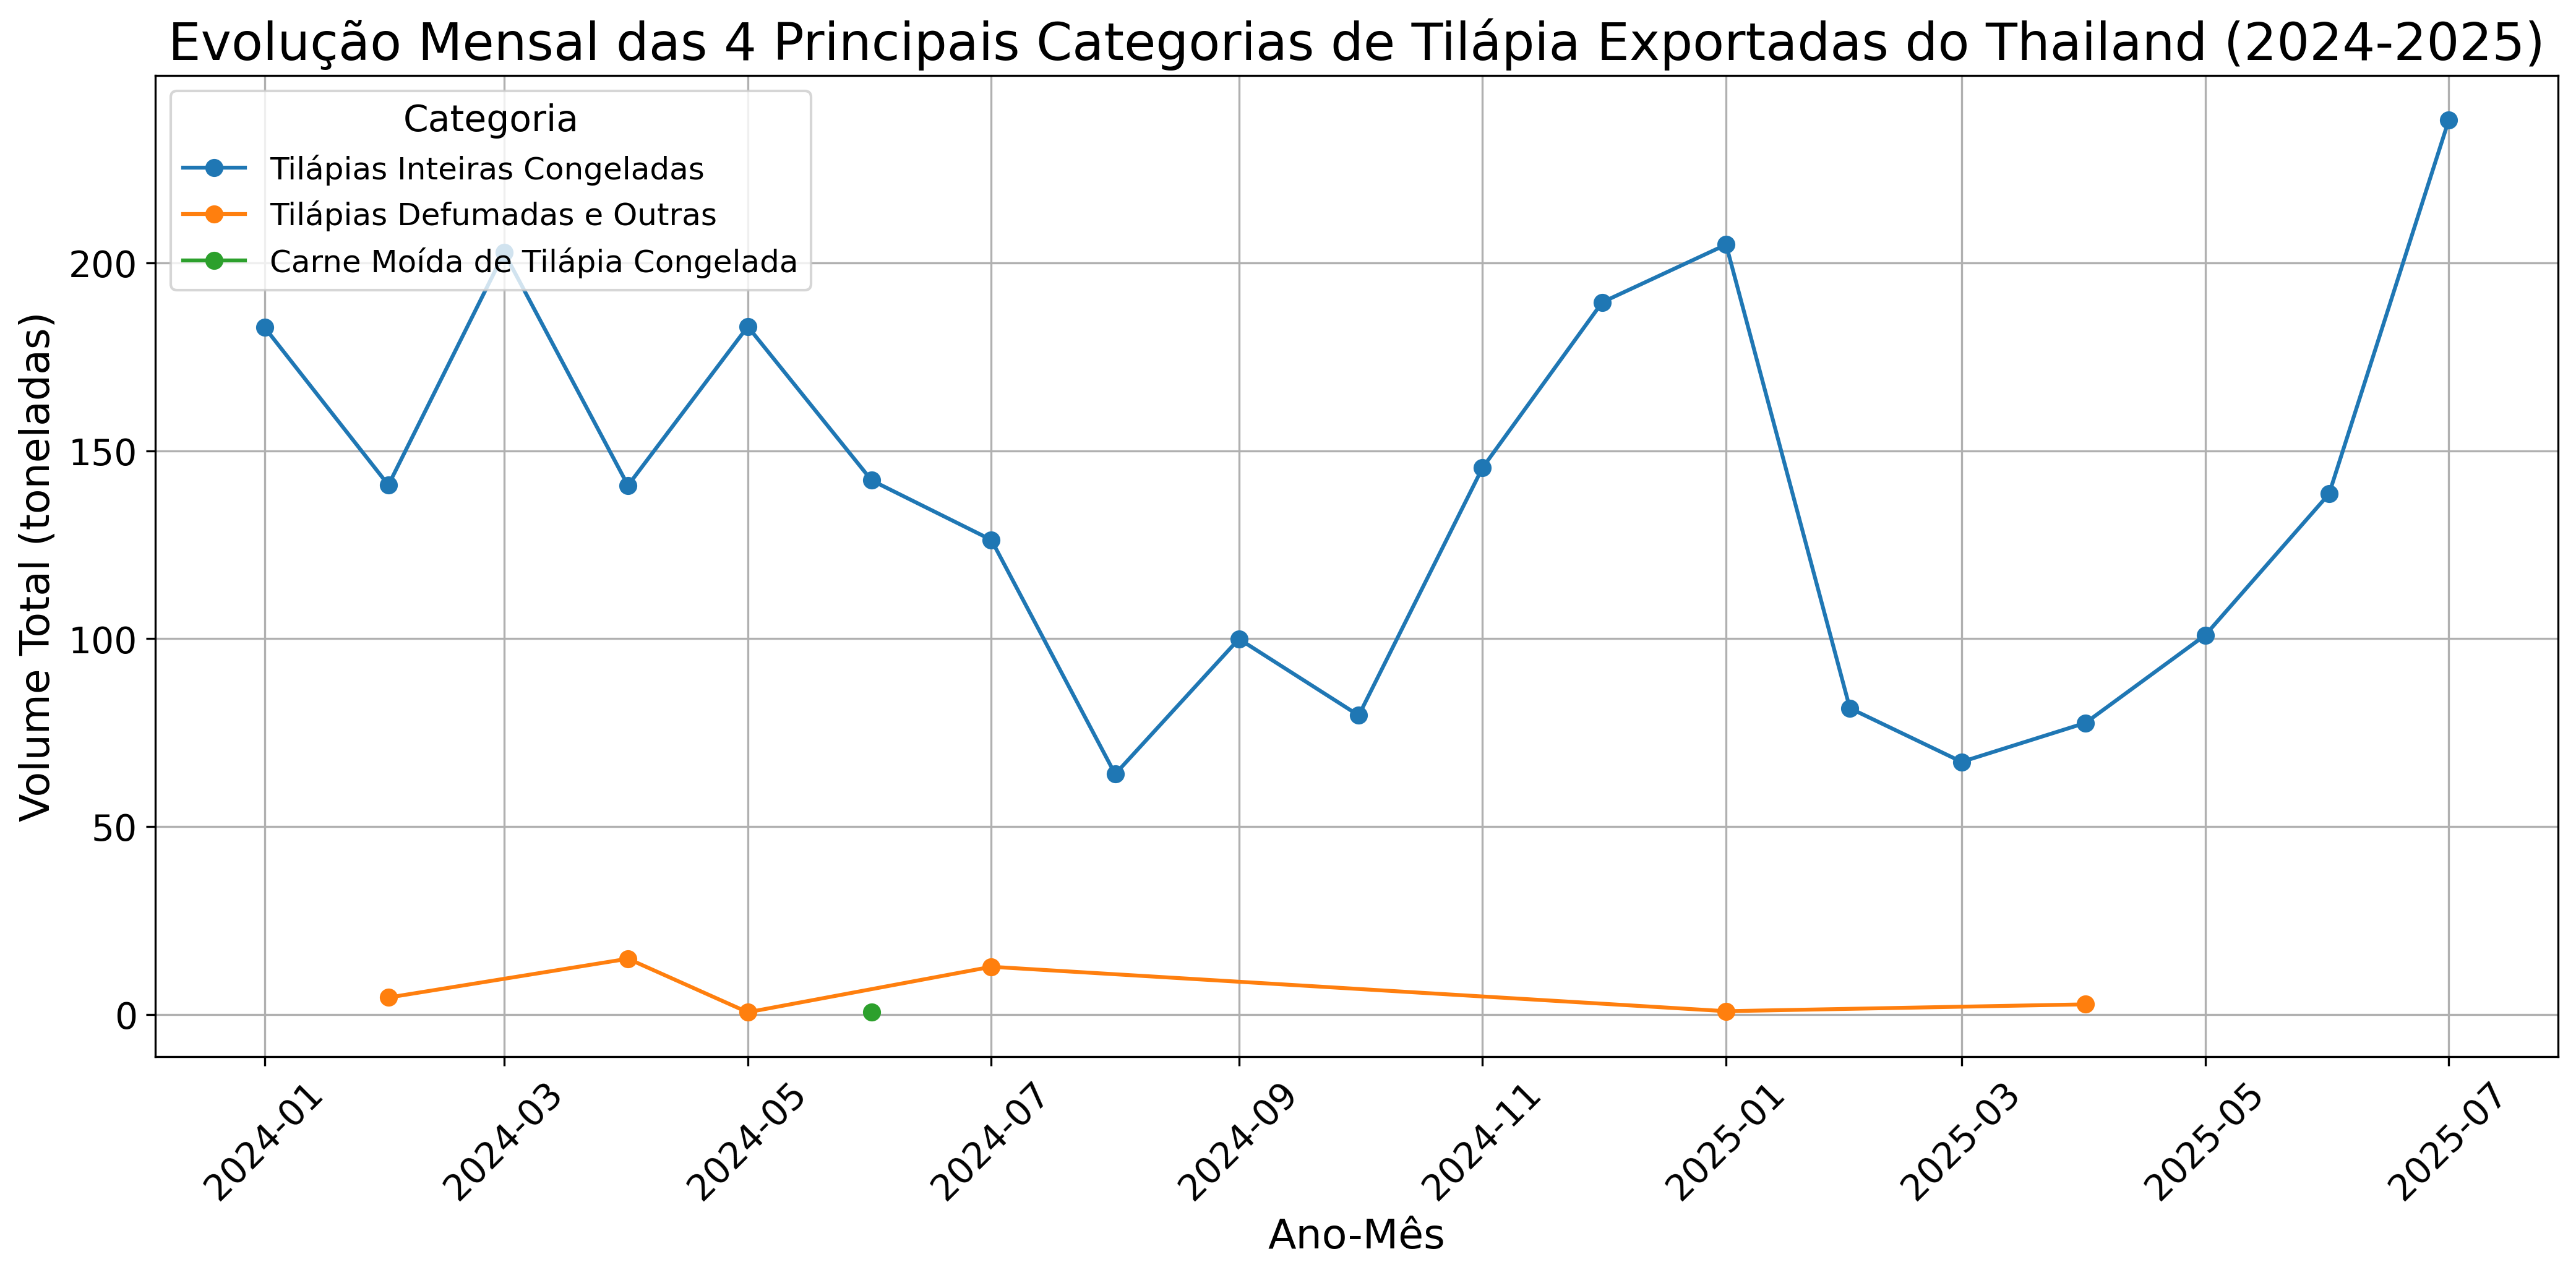 Evolução Mensal das 4 Principais Categorias de Tilápia Exportadas do Thailand (2024-2025)
Categoria
Tilápias Inteiras Congeladas
Tilápias Defumadas e Outras
Carne Moída de Tilápia Congelada
Volume Total (toneladas)
200
150
100
50
0
2024-01
2024-03
2024-05
2024-07
2024-09
2024-11
2025-01
2025-03
2025-05
2025-07
Ano-Mês